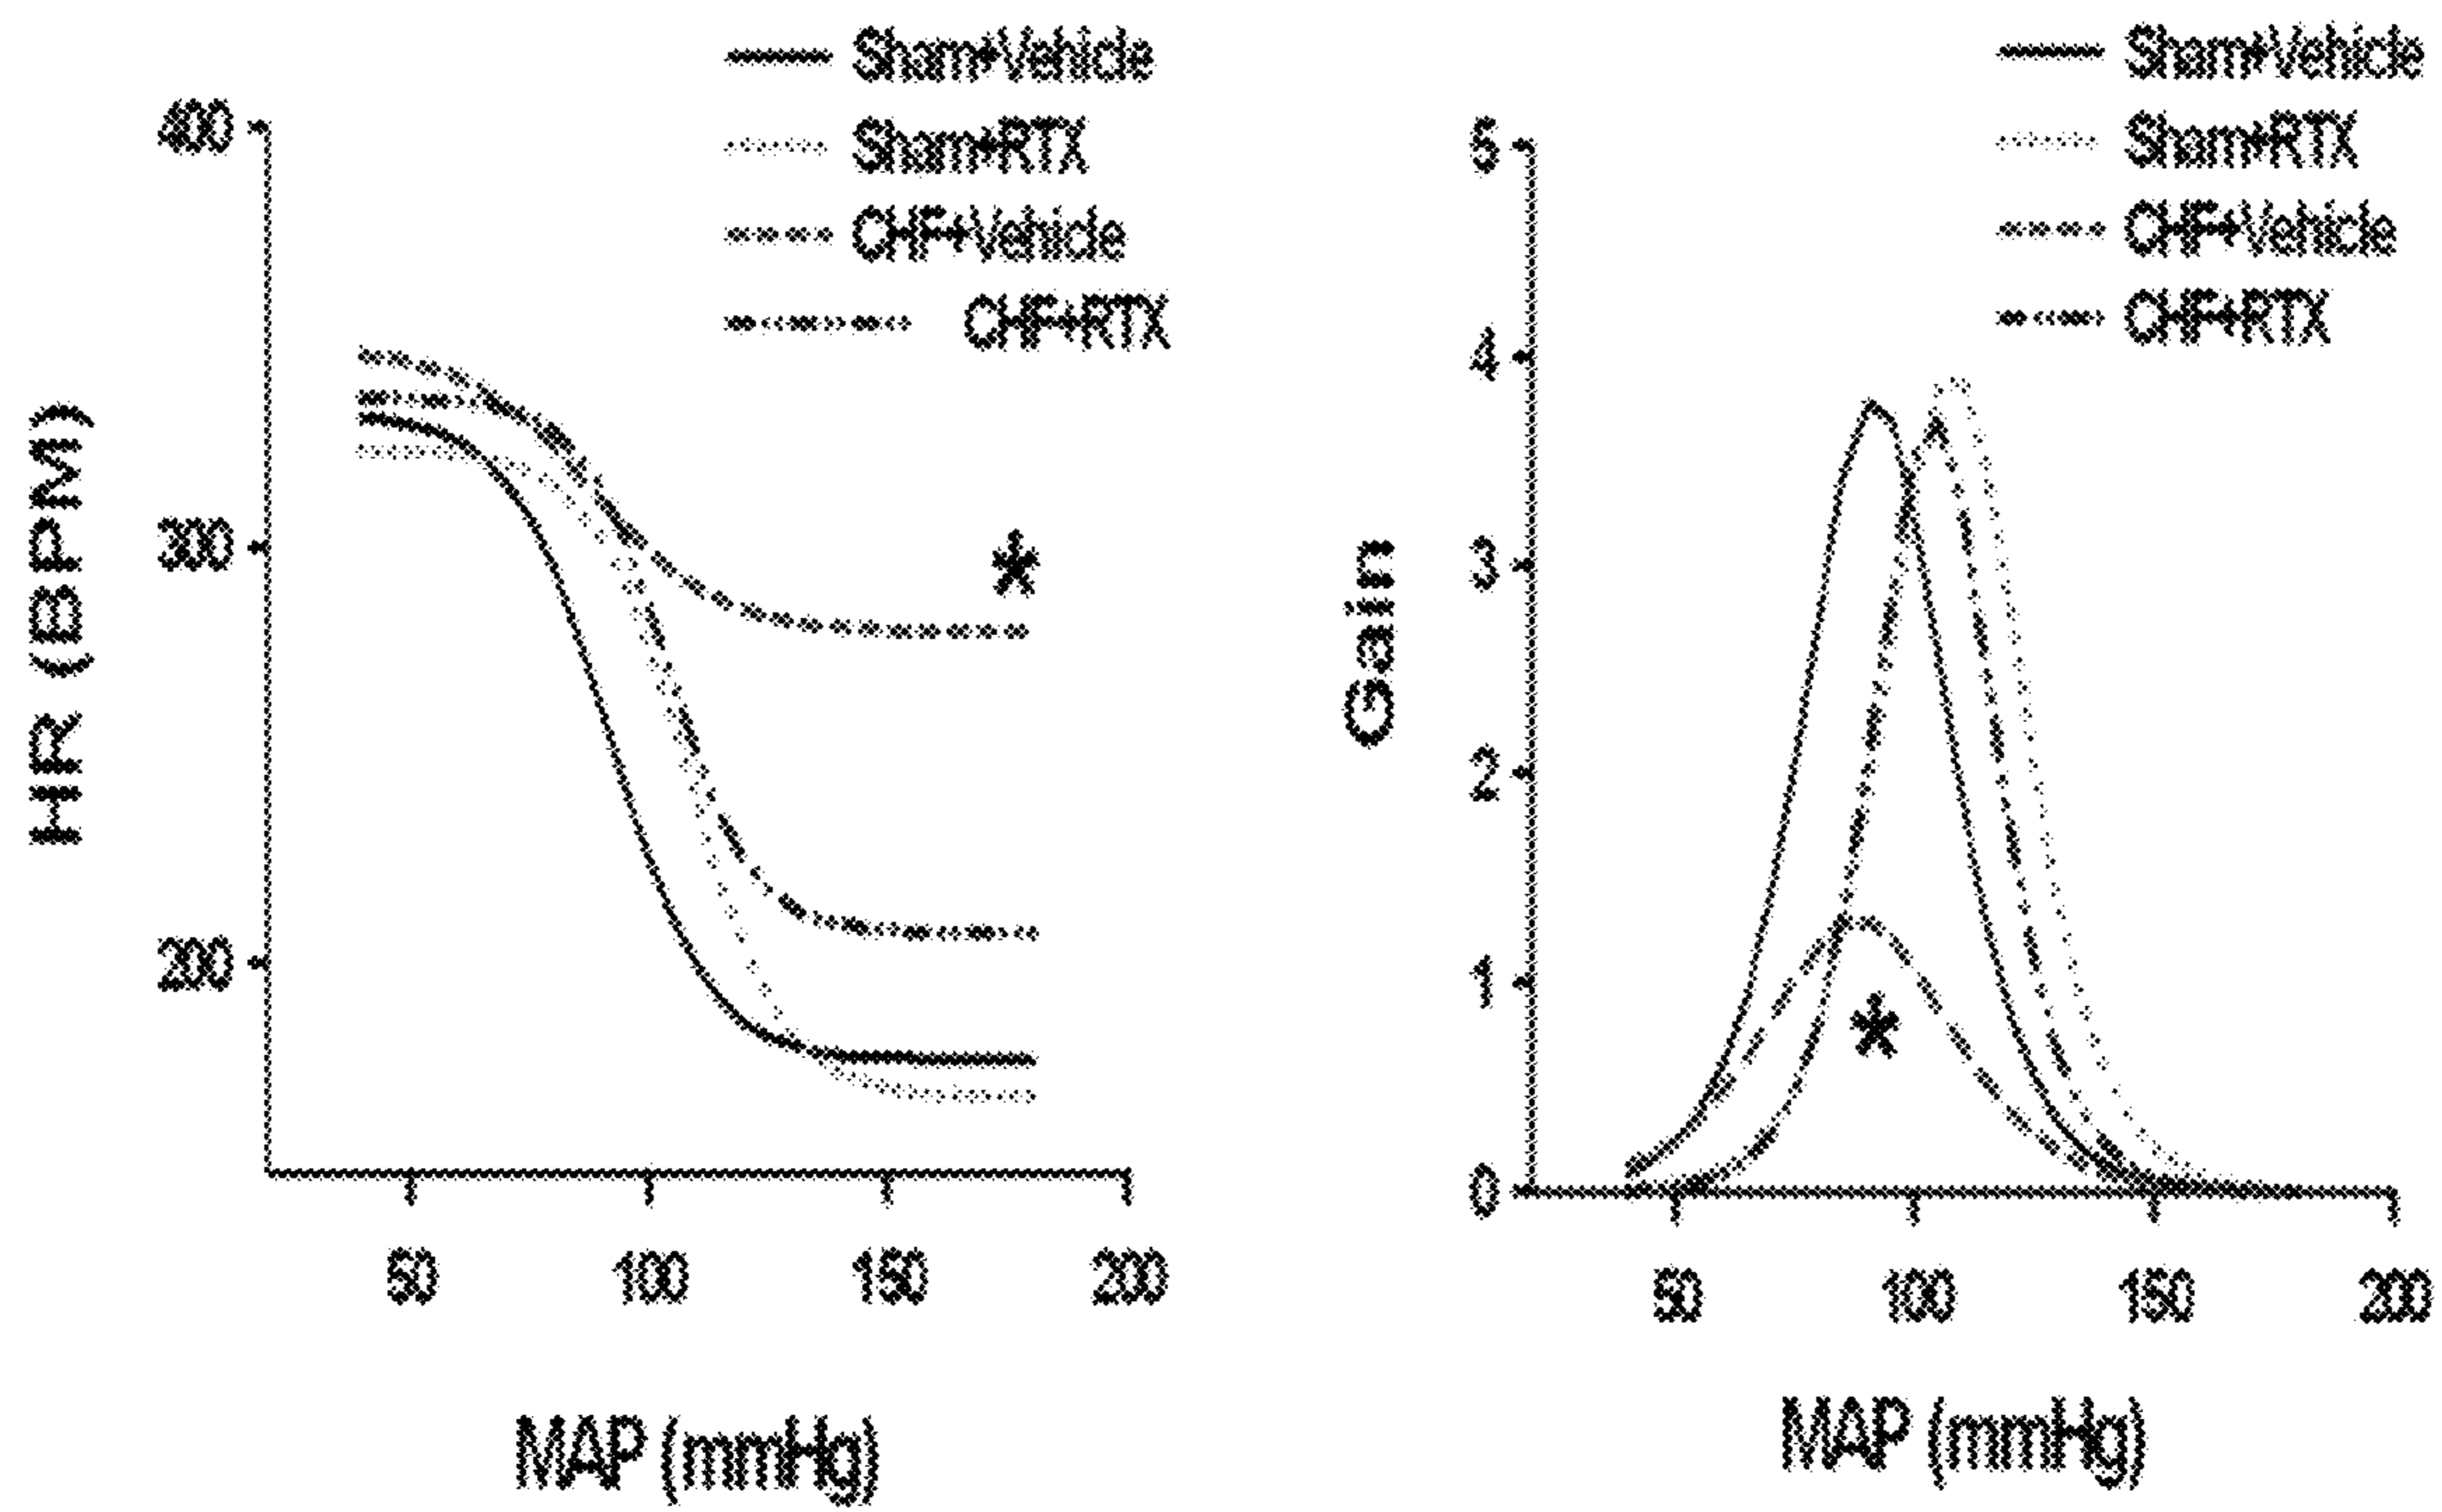 Sham+Vehicle
Sham+RTX
CHF+Vehicle
CHF+RTX
400
300
200
HR (BPM)
50 100 150 200
MAP (mmHg)
*
Sham+Vehicle
Sham+RTX
CHF+Vehicle
CHF+RTX
5
4
3
2
1
0
Gain
50 100 150 200
MAP (mmHg)
*